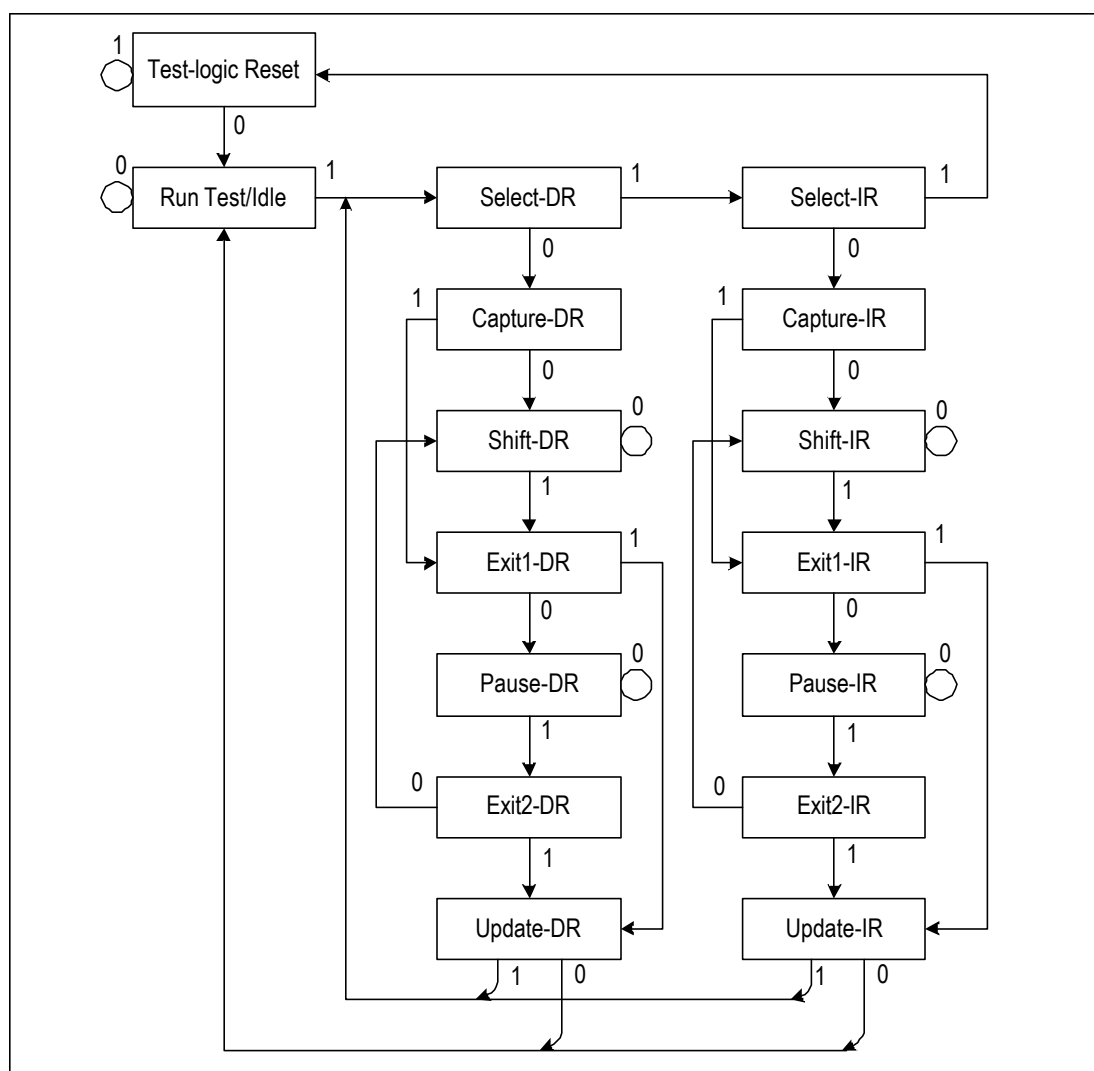 1
Test-logic Reset
0
0
Run Test/Idle
1
Select-DR
1
Select-IR
1
0
0
1
Capture-DR
1
Capture-IR
0
0
0
0
Shift-DR
Shift-IR
1
1
Exit1-DR
1
Exit1-IR
1
0
0
0
0
Pause-DR
Pause-IR
1
1
0
Exit2-DR
0
Exit2-IR
1
1
Update-DR
Update-IR
1
0
1
0